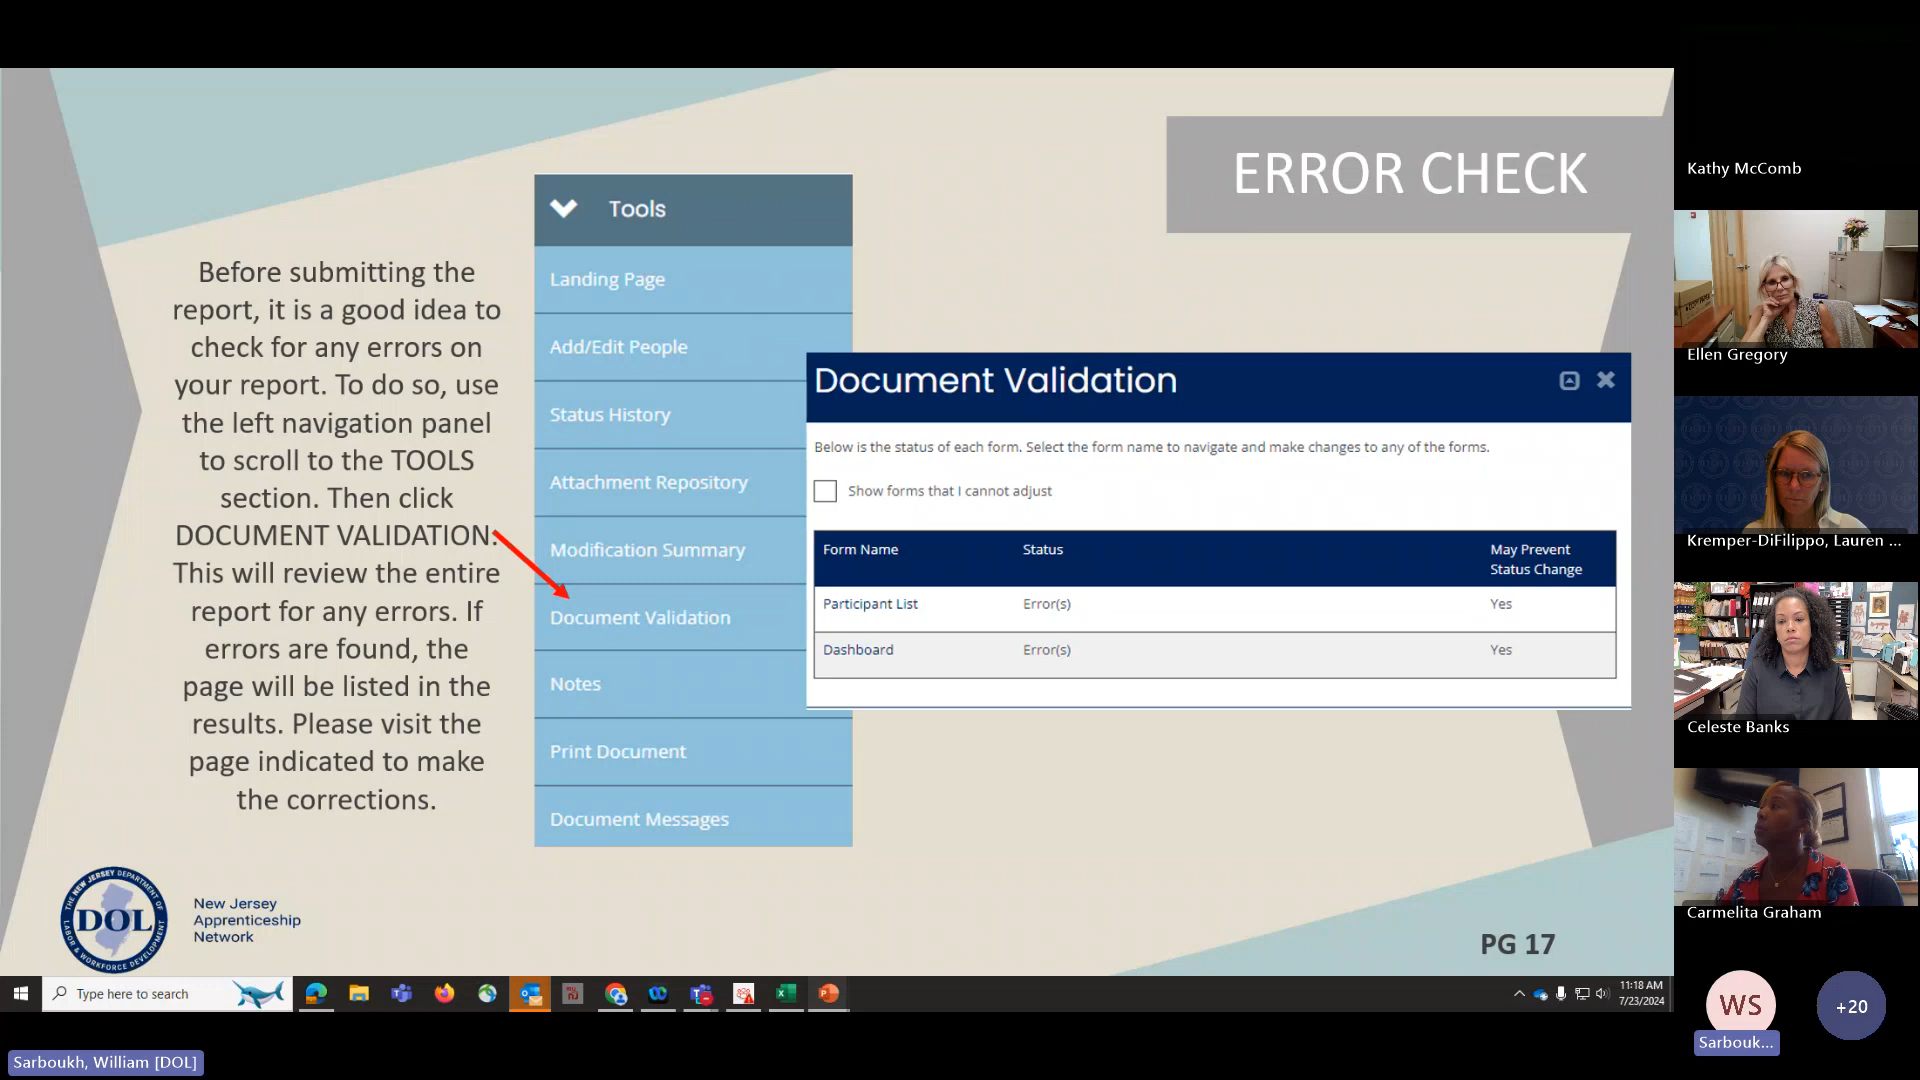 ERROR CHECK
Before submitting the
report, it is a good idea to
check for any errors on
your report. To do so, use
the left navigation panel
to scroll to the TOOLS
section. Then click
DOCUMENT VALIDATION.
This will review the entire
report for any errors. If
errors are found, the
page will be listed in the
results. Please visit the
page indicated to make
the corrections.
Tools
Landing Page
Add/Edit People
Status History
Attachment Repository
Modification Summary
Document Validation
Notes
Print Document
Document Messages
Document Validation
Below is the status of each form. Select the form name to navigate and make changes to any of the forms.
Show forms that I cannot adjust
Form Name Status May Prevent
Status Change
Participant List Error(s) Yes
Dashboard Error(s) Yes
THE NEW JERSEY DEPARTMENT OF
DOL
LABOR & WORKFORCE DEVELOPMENT
New Jersey
Apprenticeship
Network
PG 17
Type here to search
11:18 AM
7/23/2024
Kathy McComb
Ellen Gregory
Kremper-DiFilippo, Lauren ...
Celeste Banks
Carmelita Graham
WS
+20
Sarbouk...
Sarboukh, William [DOL]